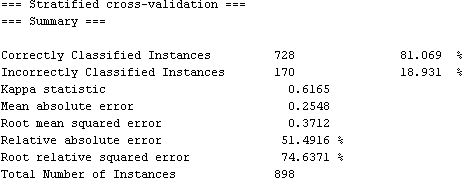 === Stratified cross-validation ===
=== Summary ===
Correctly Classified Instances 728 81.069 %
Incorrectly Classified Instances 170 18.931 %
Kappa statistic 0.6165
Mean absolute error 0.2548
Root mean squared error 0.3712
Relative absolute error 51.4916 %
Root relative squared error 74.6371 %
Total Number of Instances 898